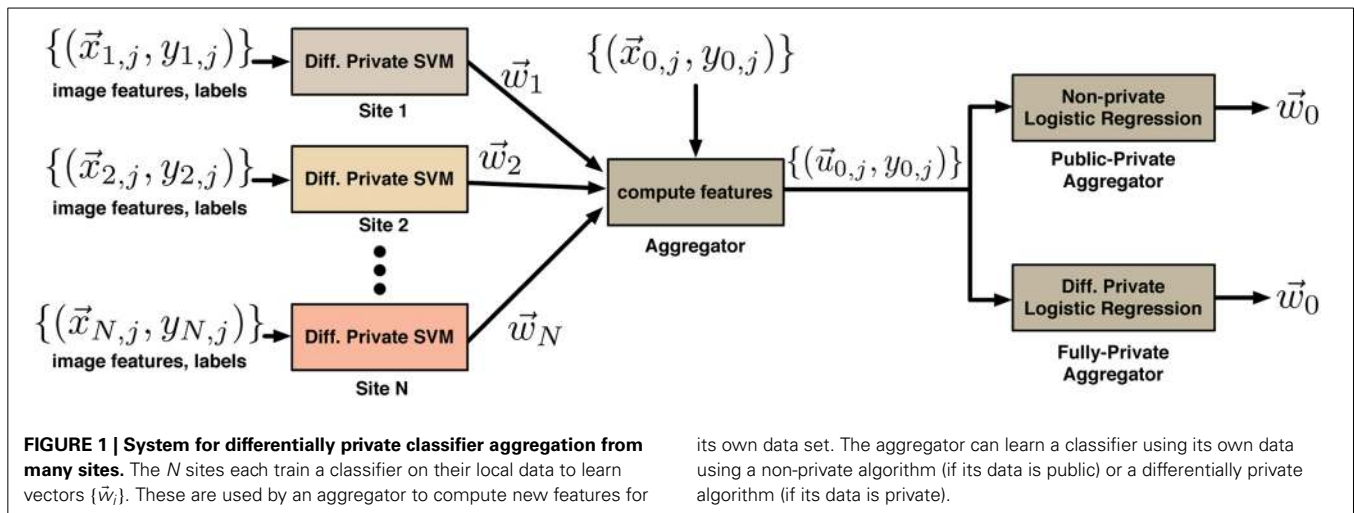 {(x⃗₁,ⱼ, y₁,ⱼ)}
image features, labels
Diff. Private SVM
Site 1
w⃗₁
{(x⃗₂,ⱼ, y₂,ⱼ)}
image features, labels
Diff. Private SVM
Site 2
w⃗₂
{(x⃗_N,ⱼ, y_N,ⱼ)}
image features, labels
Diff. Private SVM
Site N
w⃗_N
{(x⃗₀,ⱼ, y₀,ⱼ)}
compute features
Aggregator
{(u⃗₀,ⱼ, y₀,ⱼ)}
Non-private
Logistic Regression
Public-Private
Aggregator
w⃗₀
Diff. Private
Logistic Regression
Fully-Private
Aggregator
w⃗₀
FIGURE 1 | System for differentially private classifier aggregation from
many sites. The N sites each train a classifier on their local data to learn
vectors {w⃗ᵢ}. These are used by an aggregator to compute new features for
its own data set. The aggregator can learn a classifier using its own data
using a non-private algorithm (if its data is public) or a differentially private
algorithm (if its data is private).